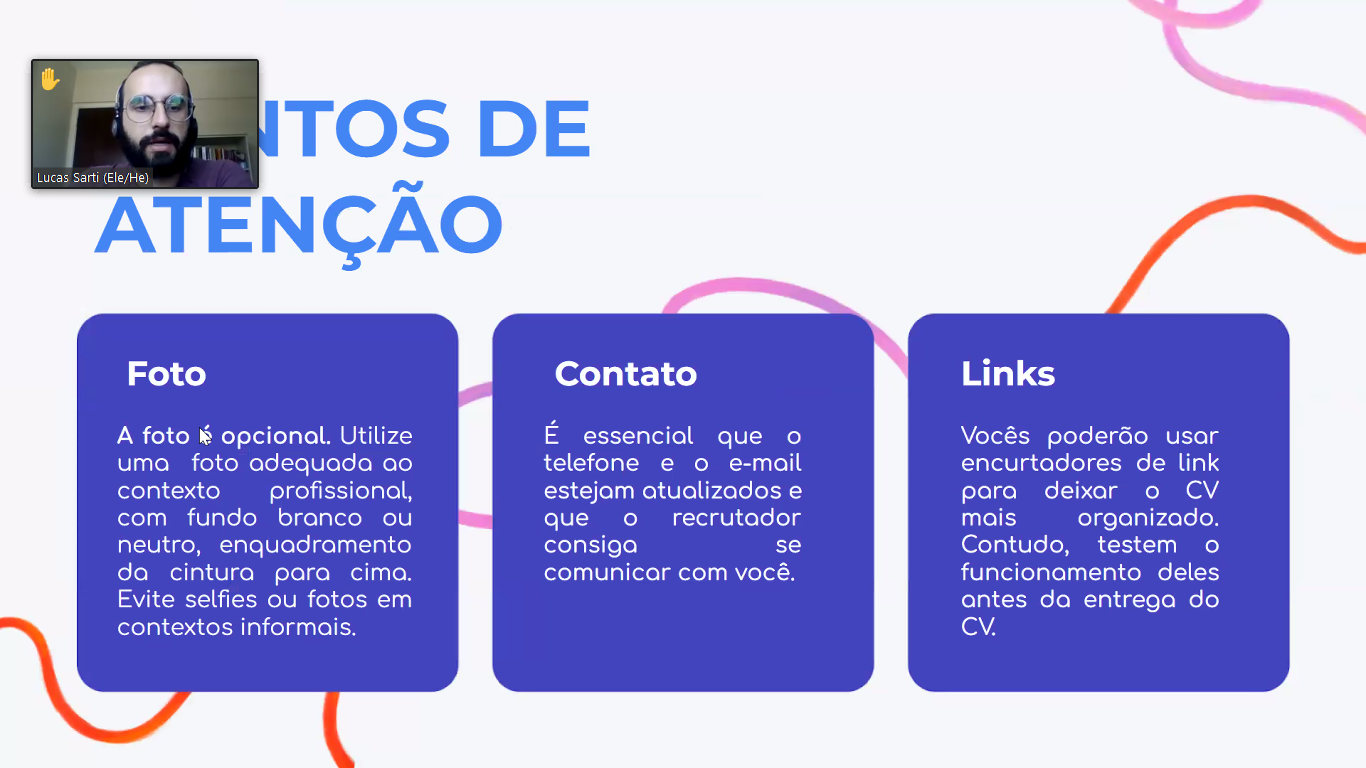 NTOS DE
ATENÇÃO
Lucas Sarti (Ele/He)
Foto
A foto é opcional. Utilize
uma foto adequada ao
contexto profissional,
com fundo branco ou
neutro, enquadramento
da cintura para cima.
Evite selfies ou fotos em
contextos informais.
Contato
É essencial que o
telefone e o e-mail
estejam atualizados e
que o recrutador
consiga se
comunicar com você.
Links
Vocês poderão usar
encurtadores de link
para deixar o CV
mais organizado.
Contudo, testem o
funcionamento deles
antes da entrega do
CV.